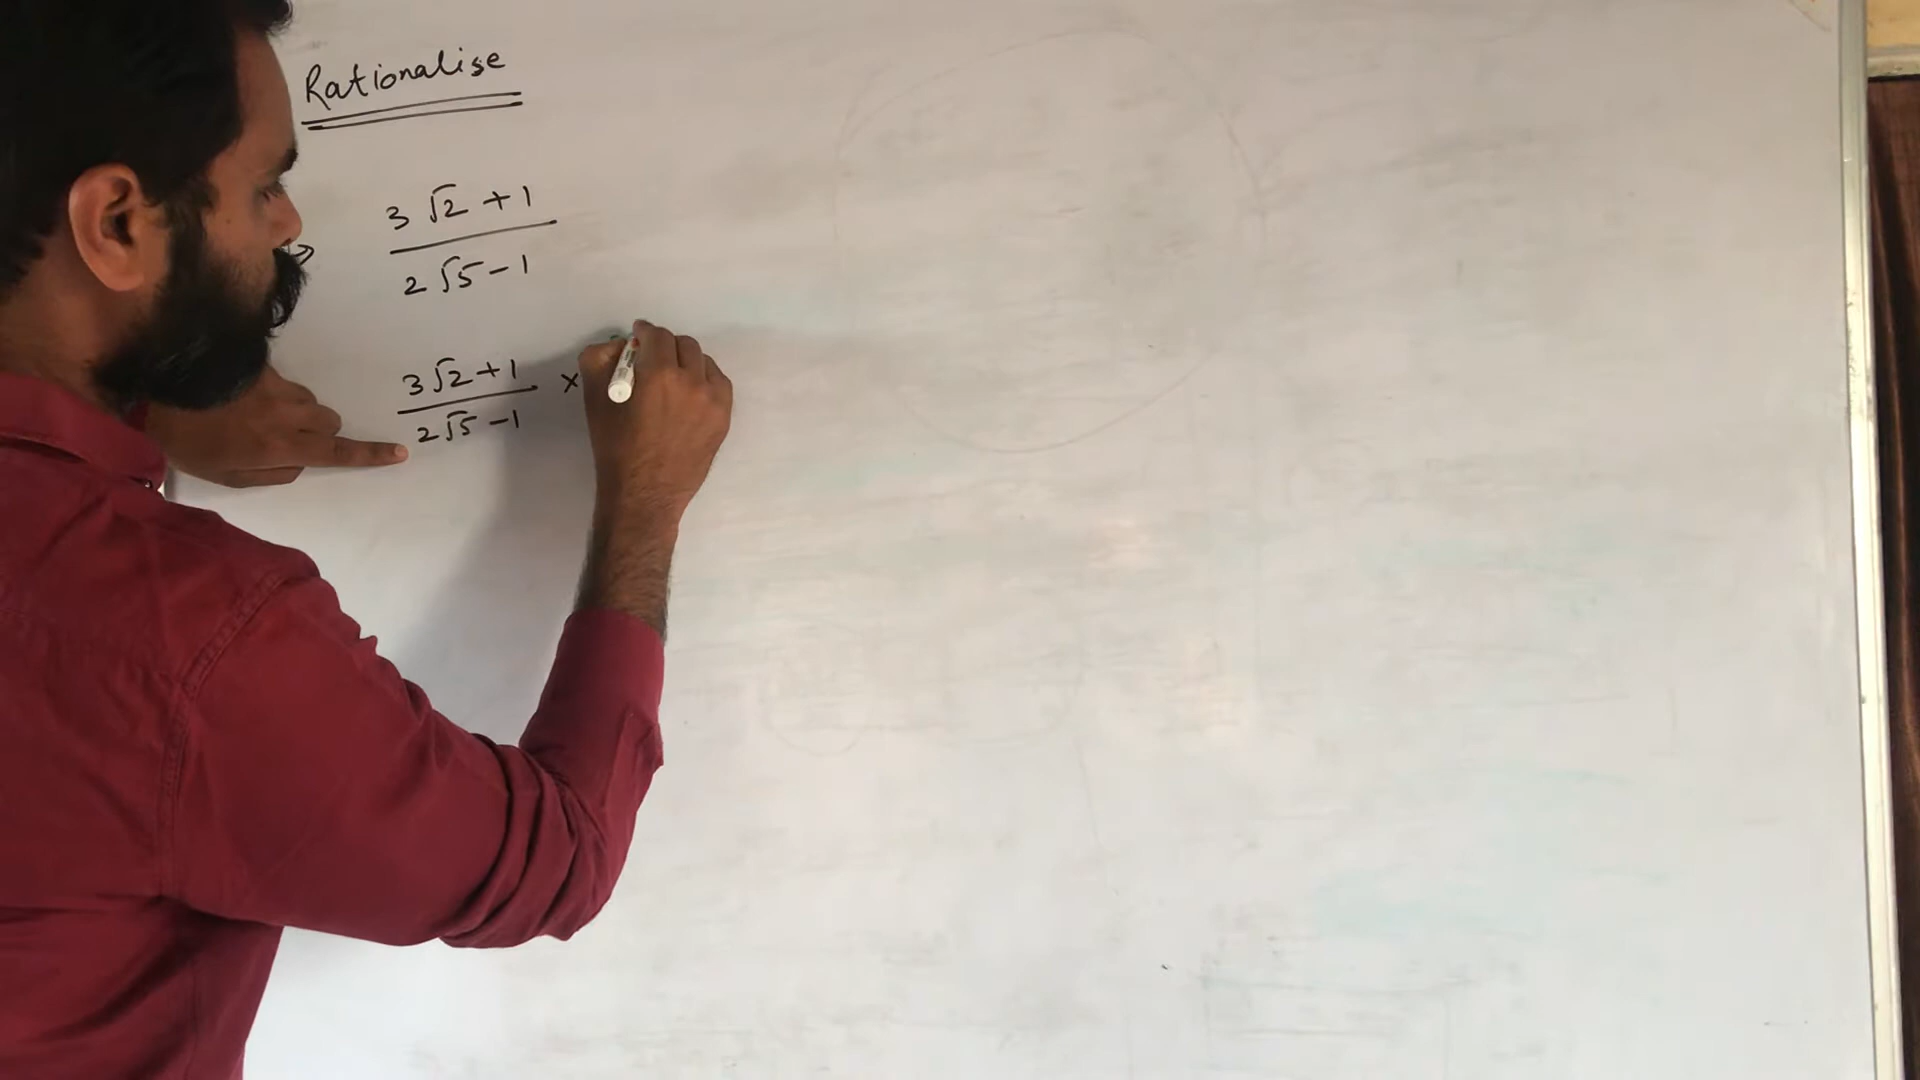 Rationalise
3√2 + 1
2√5 - 1
3√2 + 1 ×
2√5 - 1